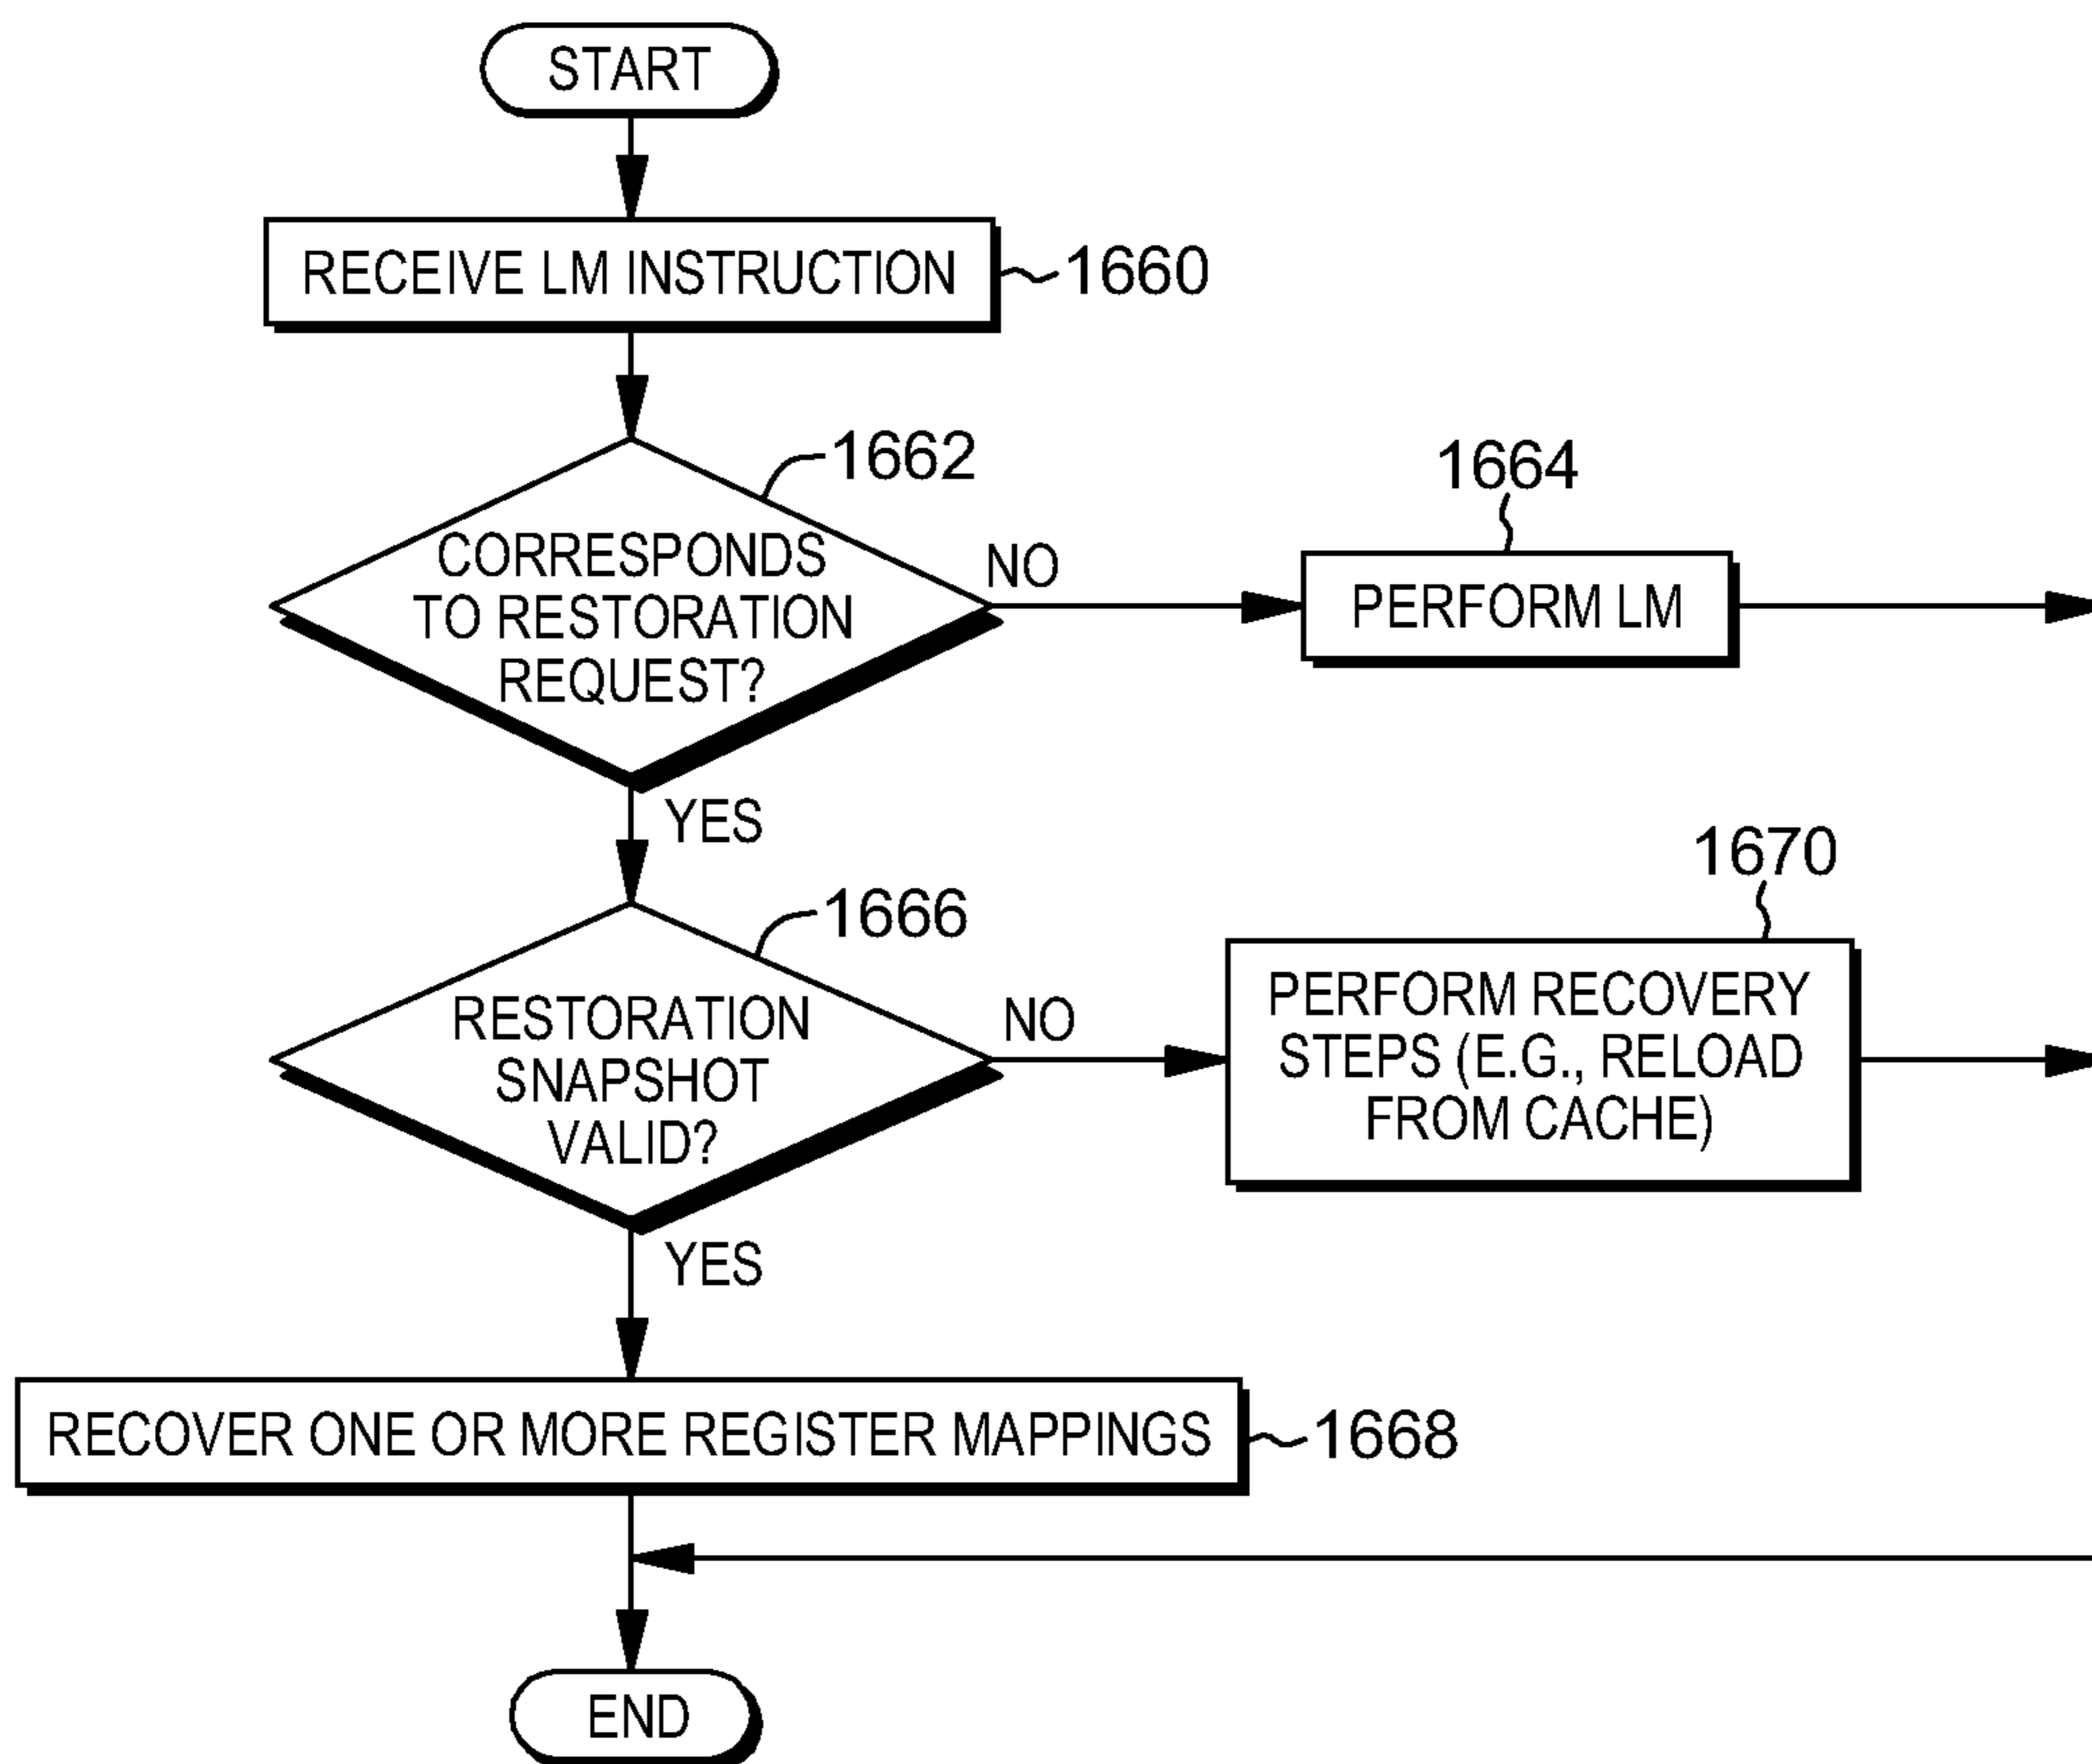 START
RECEIVE LM INSTRUCTION
1660
1662
CORRESPONDS
TO RESTORATION
REQUEST?
NO
1664
PERFORM LM
YES
1666
RESTORATION
SNAPSHOT
VALID?
NO
1670
PERFORM RECOVERY
STEPS (E.G., RELOAD
FROM CACHE)
YES
RECOVER ONE OR MORE REGISTER MAPPINGS
1668
END